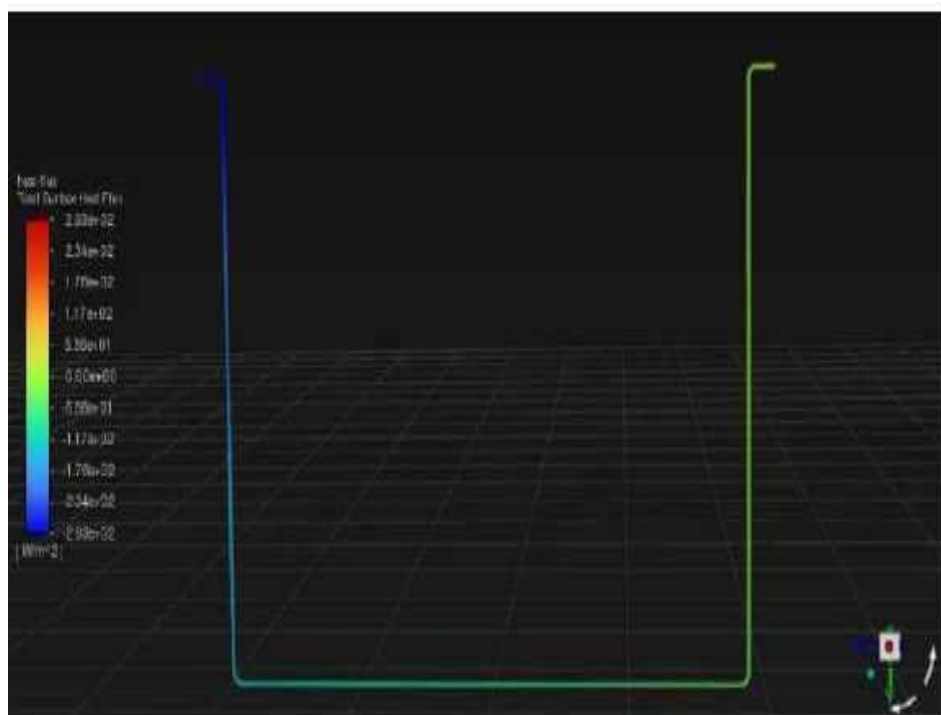 heat-flux
Total Surface Heat Flux
2.93e+02
2.34e+02
1.76e+02
1.17e+02
5.86e+01
0.00e+00
-5.86e+01
-1.17e+02
-1.76e+02
-2.34e+02
-2.93e+02
[ W/m^2 ]